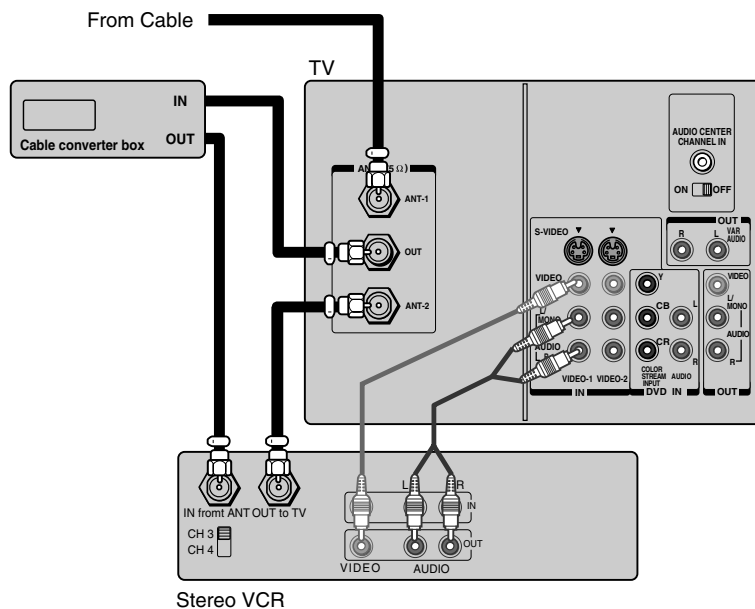 From Cable
TV
IN
OUT
Cable converter box
ANT-1
OUT
ANT-2
AUDIO CENTER
CHANNEL IN
ON OFF
OUT
R L VAR
AUDIO
S-VIDEO
VIDEO
L/
MONO
AUDIO
R
VIDEO-1 VIDEO-2
IN
Y
CB
CR
L
R
COLOR
STREAM
INPUT
AUDIO
DVD IN
VIDEO
L/
MONO
AUDIO
R
OUT
IN fromt ANT OUT to TV
CH 3
CH 4
L R
IN
OUT
VIDEO AUDIO
Stereo VCR